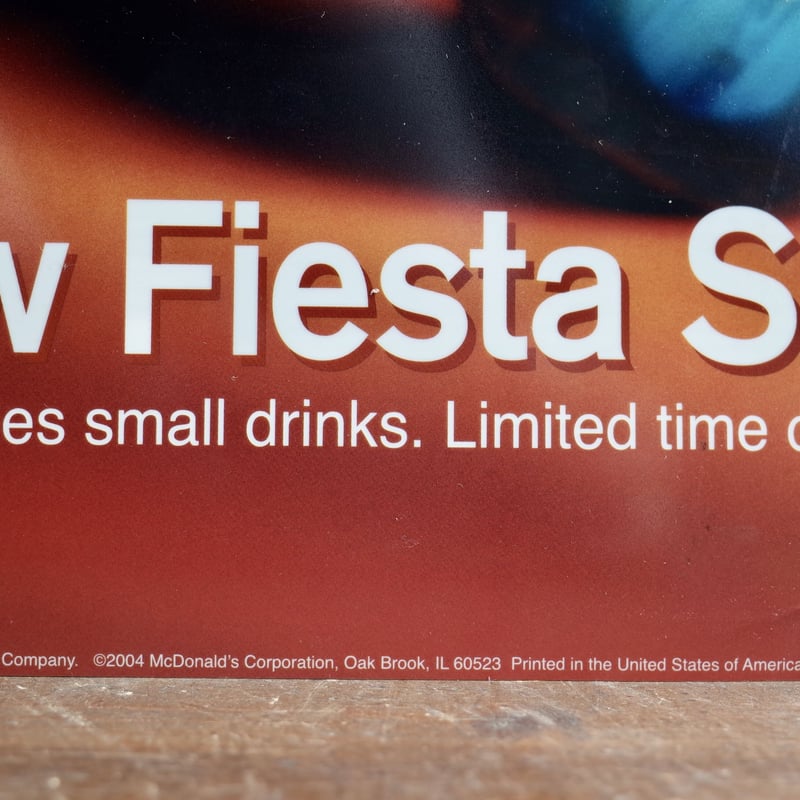 w Fiesta S
es small drinks. Limited time
Company. ©2004 McDonald's Corporation, Oak Brook, IL 60523 Printed in the United States of America